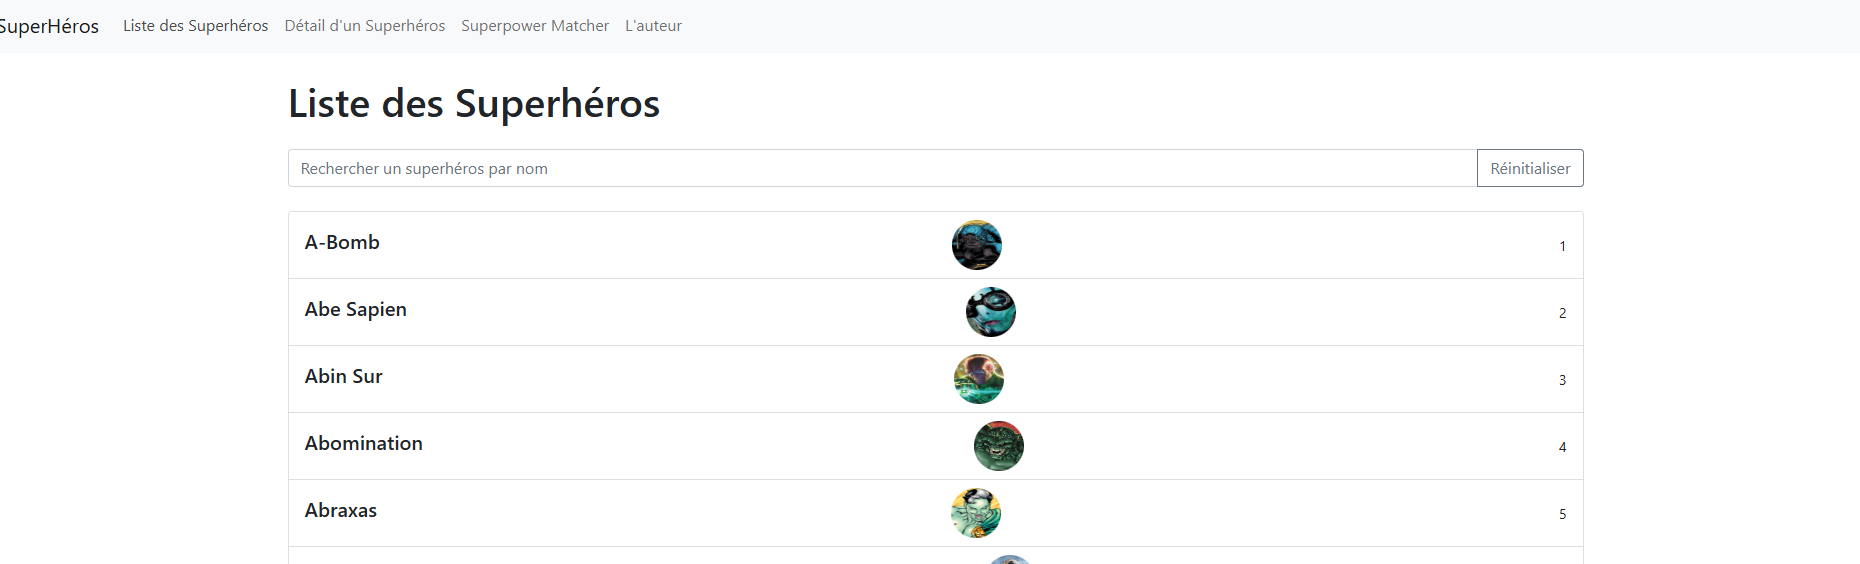 SuperHéros Liste des Superhéros Détail d'un Superhéros Superpower Matcher L'auteur
Liste des Superhéros
Rechercher un superhéros par nom Réinitialiser
A-Bomb 1
Abe Sapien 2
Abin Sur 3
Abomination 4
Abraxas 5